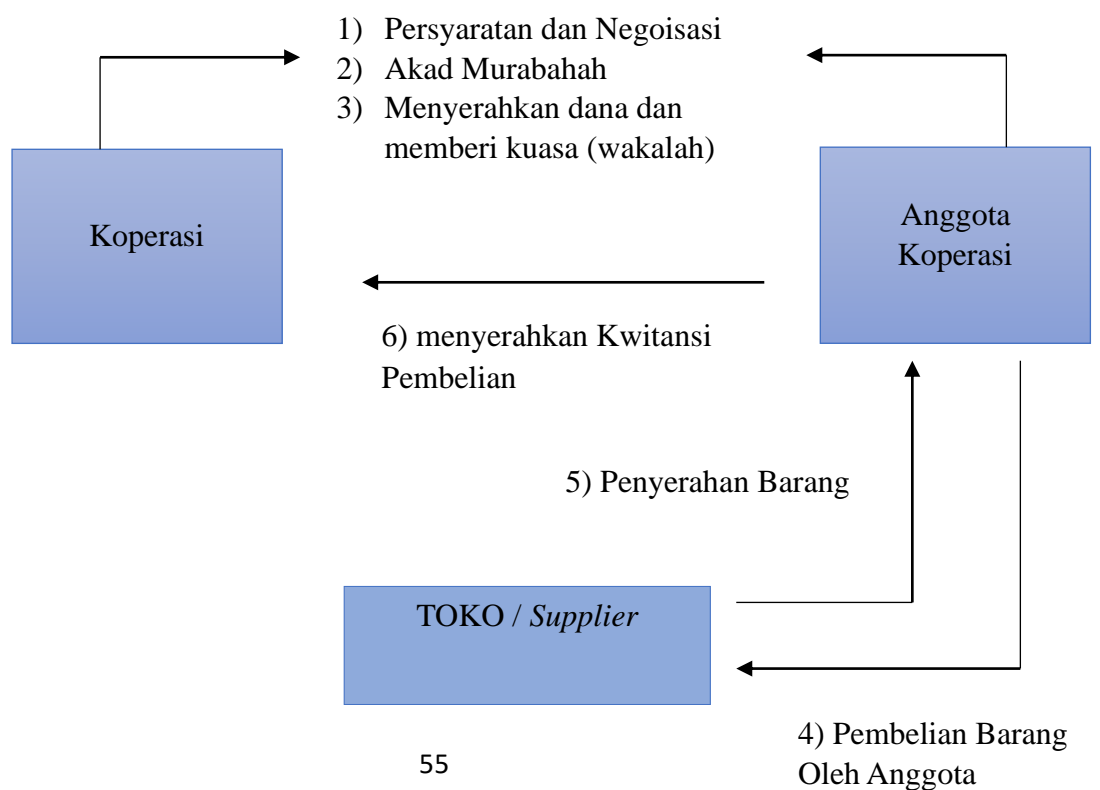 1) Persyaratan dan Negoisasi
2) Akad Murabahah
3) Menyerahkan dana dan
memberi kuasa (wakalah)
Koperasi
Anggota
Koperasi
6) menyerahkan Kwitansi
Pembelian
5) Penyerahan Barang
TOKO / Supplier
4) Pembelian Barang
Oleh Anggota
55